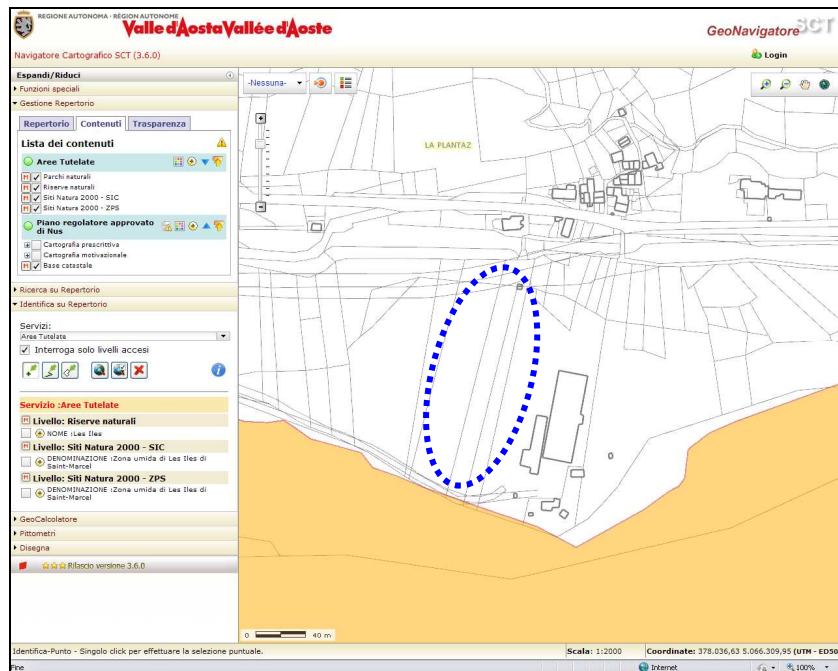 REGIONE AUTONOMA - RÉGION AUTONOME
Valle d'Aosta Vallée d'Aoste
GeoNavigatore SCT
Navigatore Cartografico SCT (3.6.0)
Login
Espandi/Riduci
Funzioni speciali
Gestione Repertorio
Repertorio Contenuti Trasparenza
Lista dei contenuti
Aree Tutelate
M Parchi naturali
M Riserve naturali
M Siti Natura 2000 - SIC
M Siti Natura 2000 - ZPS
Piano regolatore approvato
di Nus
Cartografia prescrittiva
Cartografia motivazionale
M Base catastale
Ricerca su Repertorio
Identifica su Repertorio
Servizi:
Aree Tutelate
Interroga solo livelli accesi
Servizio :Aree Tutelate
M Livello: Riserve naturali
NOME :Les Iles
M Livello: Siti Natura 2000 - SIC
DENOMINAZIONE :Zona umida di Les Iles di
Saint-Marcel
M Livello: Siti Natura 2000 - ZPS
DENOMINAZIONE :Zona umida di Les Iles di
Saint-Marcel
GeoCalcolatore
Pittometri
Disegna
Rilascio versione 3.6.0
-Nessuna-
LA PLANTAZ
0 40 m
Identifica-Punto - Singolo click per effettuare la selezione puntuale.
Scala: 1:2000
Coordinate: 378.036,63 5.066.309,95 (UTM - ED50
Fine
Internet
100%